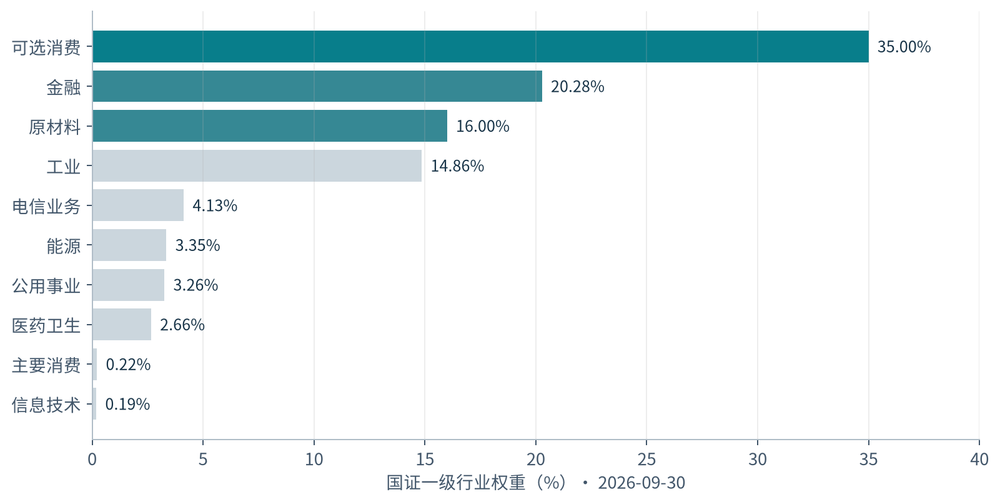 可选消费 35.00%
金融 20.28%
原材料 16.00%
工业 14.86%
电信业务 4.13%
能源 3.35%
公用事业 3.26%
医药卫生 2.66%
主要消费 0.22%
信息技术 0.19%
0 5 10 15 20 25 30 35 40
国证一级行业权重（%）・ 2026-09-30